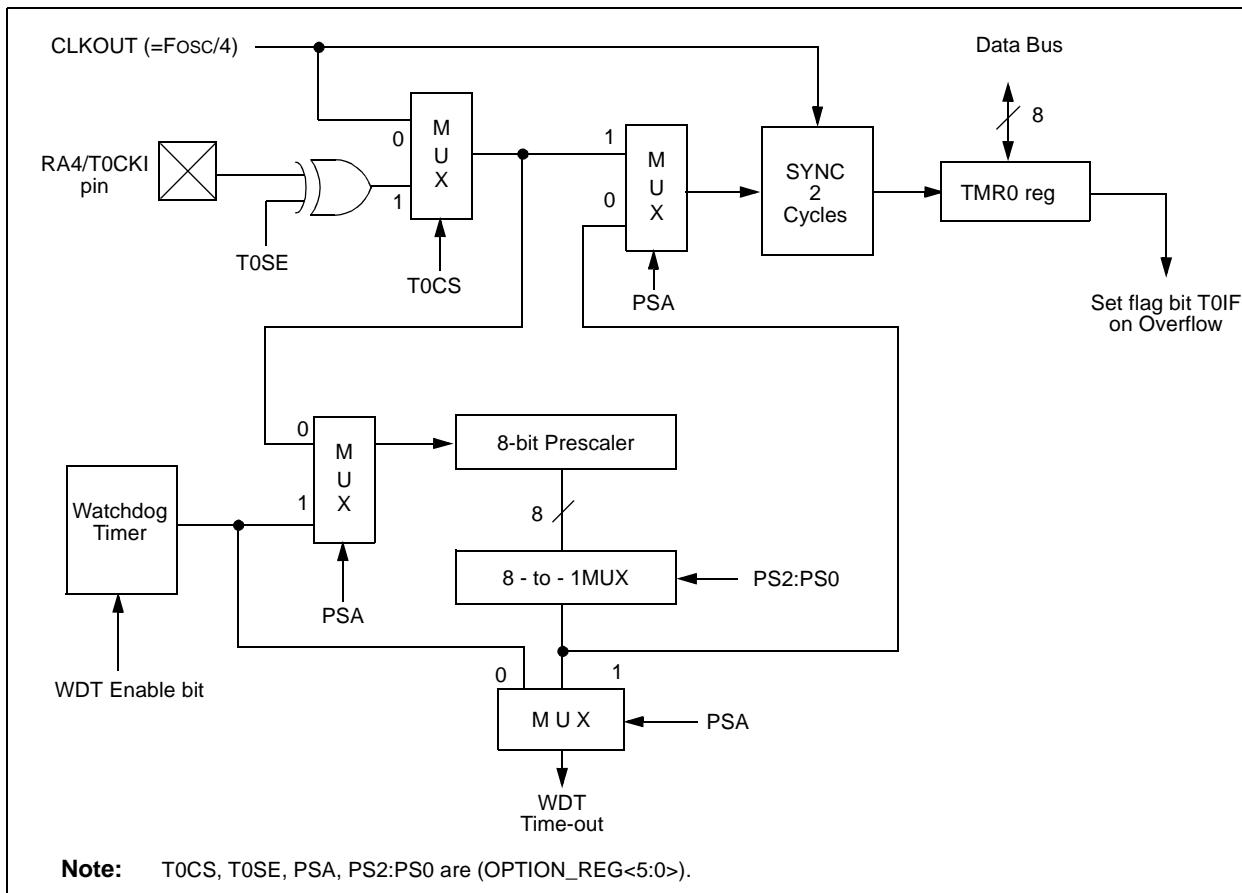 CLKOUT (=FOSC/4)
Data Bus
8
RA4/T0CKI
pin
0
1
M
U
X
T0SE
T0CS
1
0
M
U
X
PSA
SYNC
2
Cycles
TMR0 reg
Set flag bit T0IF
on Overflow
0
1
M
U
X
8-bit Prescaler
Watchdog
Timer
8
8 - to - 1MUX
PS2:PS0
PSA
WDT Enable bit
0
1
M U X
PSA
WDT
Time-out
Note: T0CS, T0SE, PSA, PS2:PS0 are (OPTION_REG<5:0>).